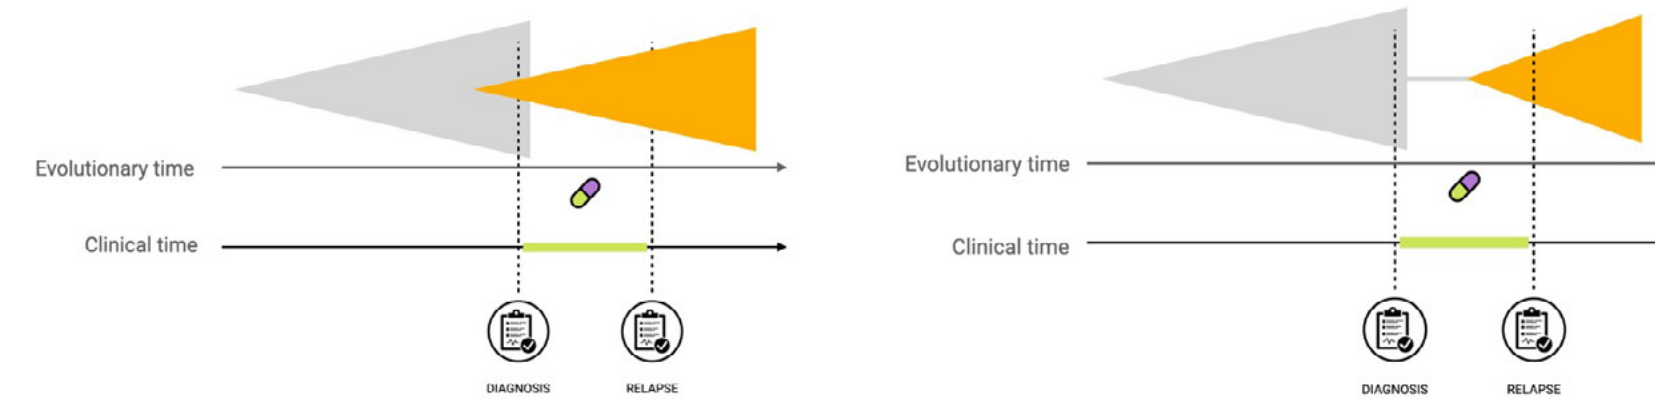 Evolutionary time
Clinical time
DIAGNOSIS
RELAPSE
Evolutionary time
Clinical time
DIAGNOSIS
RELAPSE